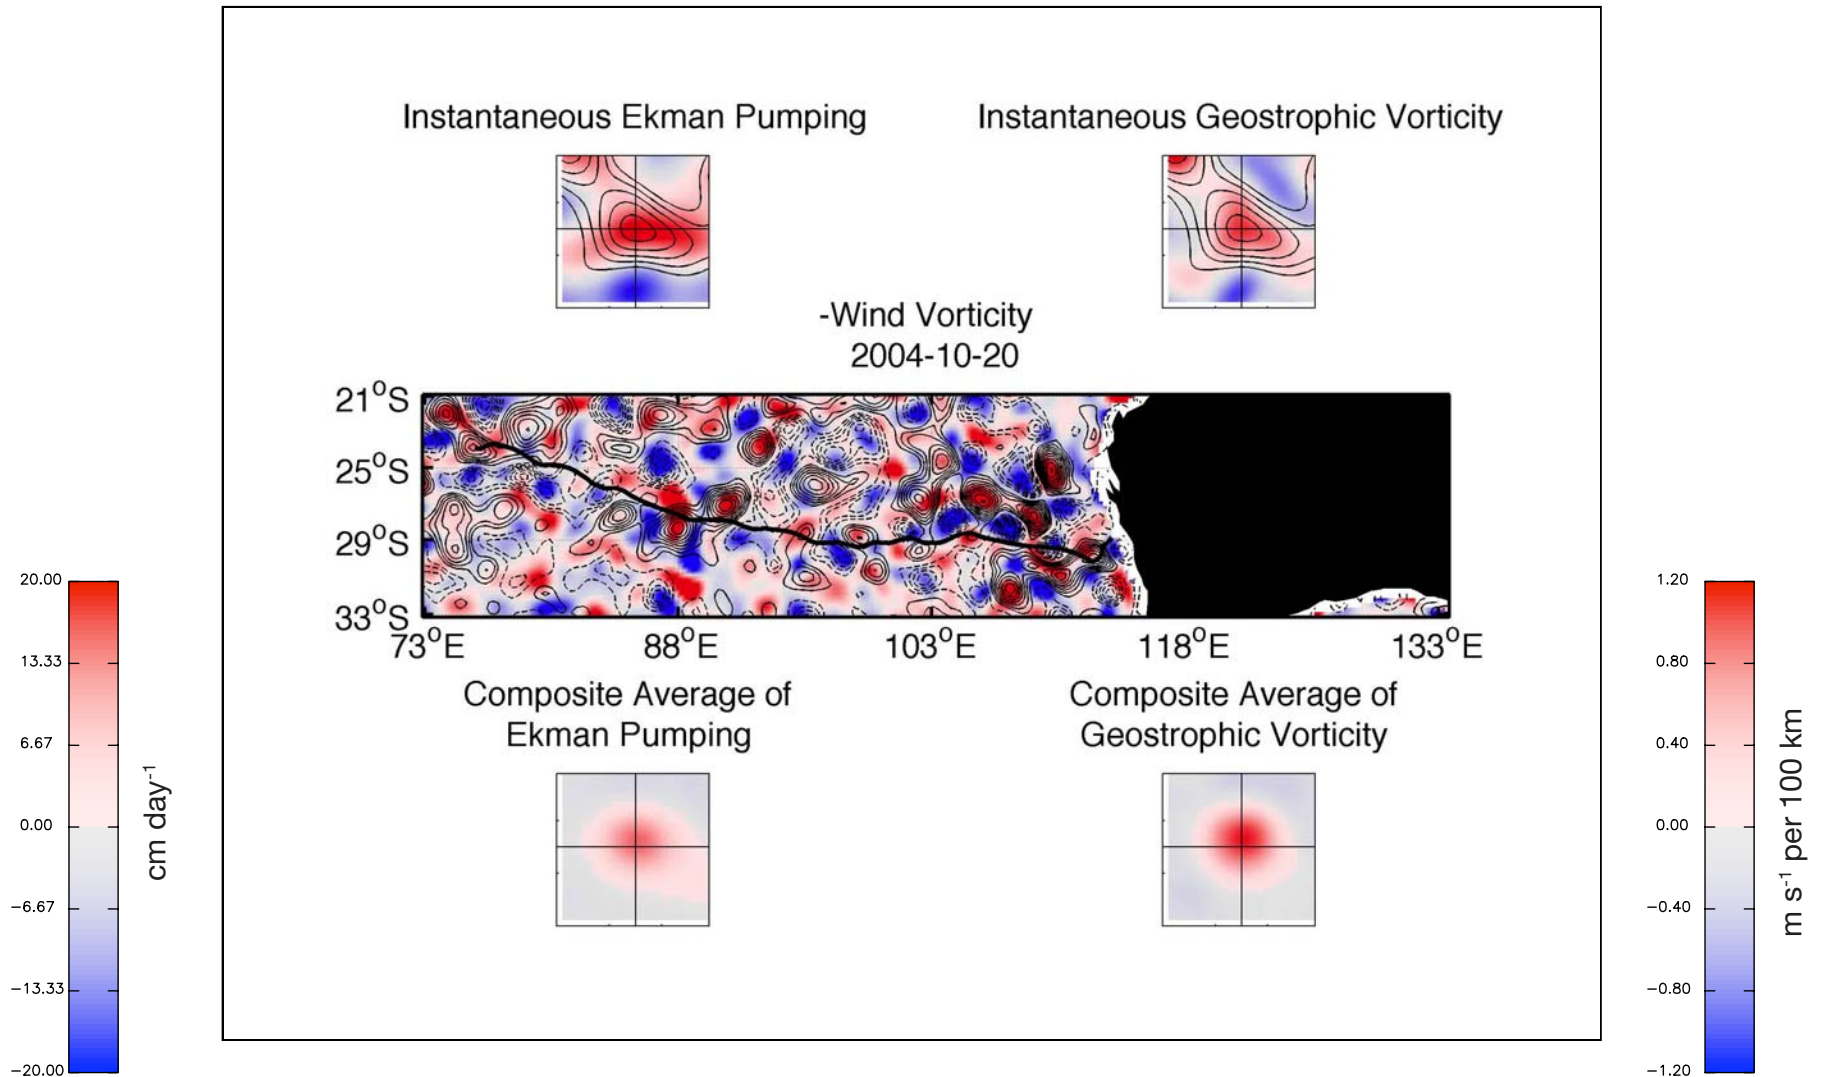 Instantaneous Ekman Pumping
Instantaneous Geostrophic Vorticity
-Wind Vorticity
2004-10-20
21°S
25°S
29°S
33°S
73°E
88°E
103°E
118°E
133°E
Composite Average of
Ekman Pumping
Composite Average of
Geostrophic Vorticity
20.00
13.33
6.67
0.00
−6.67
−13.33
−20.00
cm day-1
1.20
0.80
0.40
0.00
−0.40
−0.80
−1.20
m s-1 per 100 km